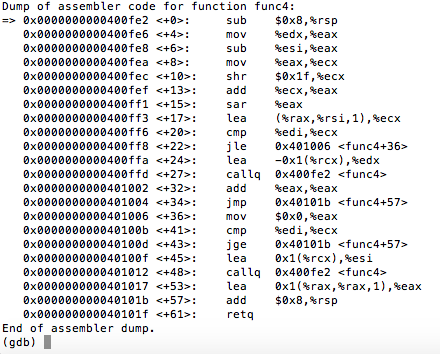 Dump of assembler code for function func4:
=> 0x0000000000400fe2 <+0>:     sub    $0x8,%rsp
   0x0000000000400fe6 <+4>:     mov    %edx,%eax
   0x0000000000400fe8 <+6>:     sub    %esi,%eax
   0x0000000000400fea <+8>:     mov    %eax,%ecx
   0x0000000000400fec <+10>:    shr    $0x1f,%ecx
   0x0000000000400fef <+13>:    add    %ecx,%eax
   0x0000000000400ff1 <+15>:    sar    %eax
   0x0000000000400ff3 <+17>:    lea    (%rax,%rsi,1),%ecx
   0x0000000000400ff6 <+20>:    cmp    %edi,%ecx
   0x0000000000400ff8 <+22>:    jle    0x401006 <func4+36>
   0x0000000000400ffa <+24>:    lea    -0x1(%rcx),%edx
   0x0000000000400ffd <+27>:    callq  0x400fe2 <func4>
   0x0000000000401002 <+32>:    add    %eax,%eax
   0x0000000000401004 <+34>:    jmp    0x40101b <func4+57>
   0x0000000000401006 <+36>:    mov    $0x0,%eax
   0x000000000040100b <+41>:    cmp    %edi,%ecx
   0x000000000040100d <+43>:    jge    0x40101b <func4+57>
   0x000000000040100f <+45>:    lea    0x1(%rcx),%esi
   0x0000000000401012 <+48>:    callq  0x400fe2 <func4>
   0x0000000000401017 <+53>:    lea    0x1(%rax,%rax,1),%eax
   0x000000000040101b <+57>:    add    $0x8,%rsp
   0x000000000040101f <+61>:    retq
End of assembler dump.
(gdb)